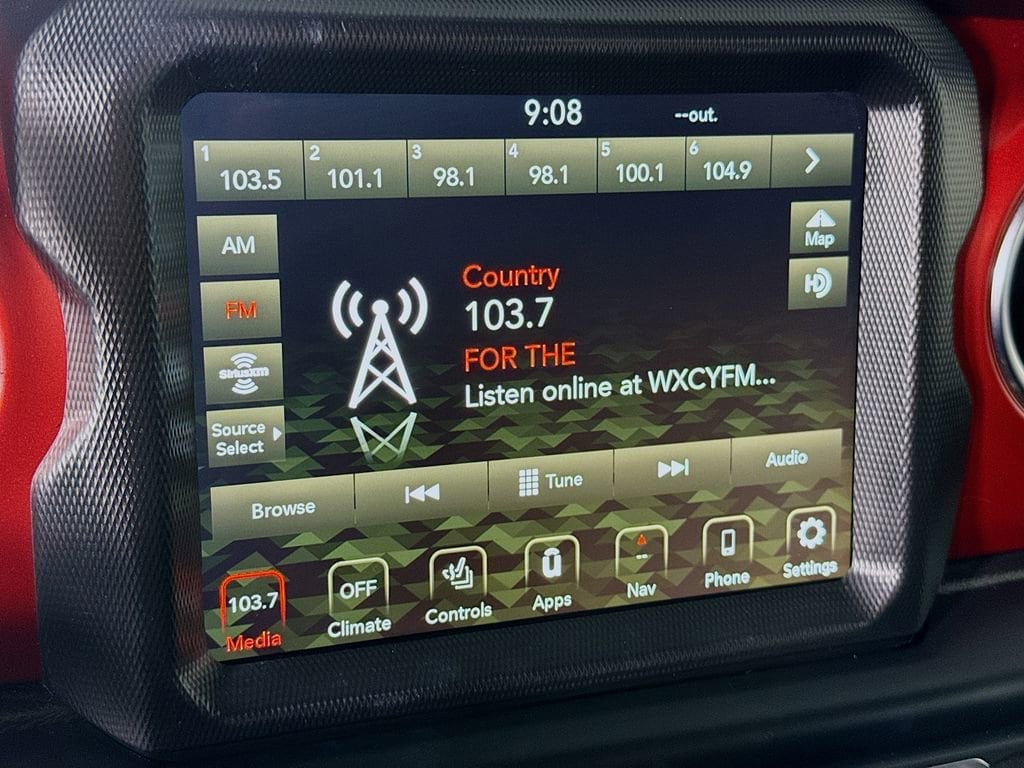 9:08 --out.
1 103.5
2 101.1
3 98.1
4 98.1
5 100.1
6 104.9
AM
FM
SiriusXM
Source
Select
Map
HD
Country
103.7
FOR THE
Listen online at WXCYFM...
Browse
Tune
Audio
103.7
Media
OFF
Climate
Controls
u
Apps
--
Nav
Phone
Settings